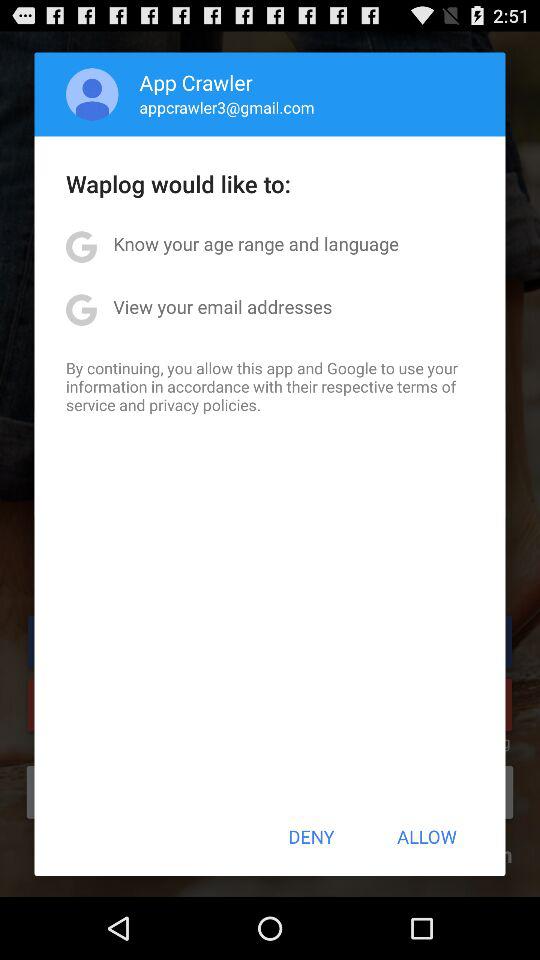 2:51
App Crawler
appcrawler3@gmail.com
Waplog would like to:
Know your age range and language
View your email addresses
By continuing, you allow this app and Google to use your
information in accordance with their respective terms of
service and privacy policies.
DENY ALLOW